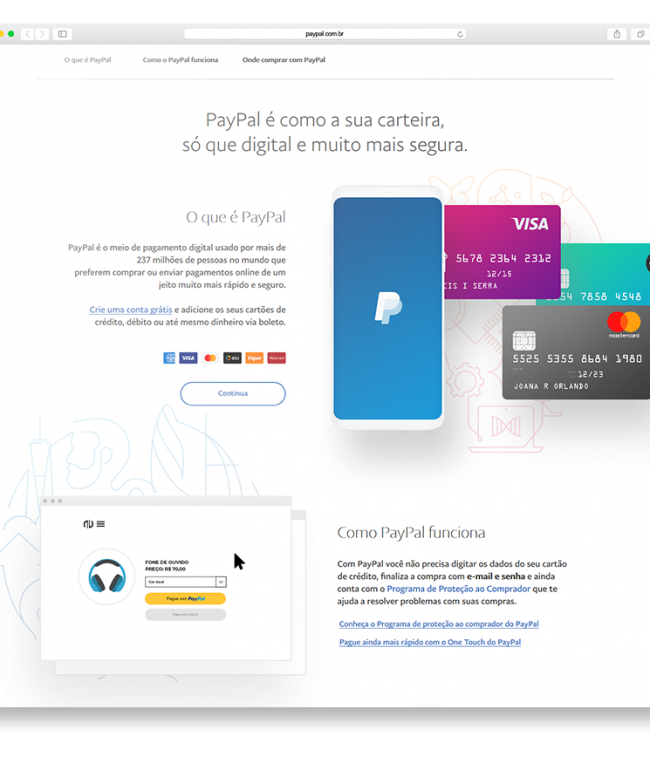 paypal.com.br
O que é PayPal
Como o PayPal funciona
Onde comprar com PayPal
PayPal é como a sua carteira,
só que digital e muito mais segura.
O que é PayPal
PayPal é o meio de pagamento digital usado por mais de
237 milhões de pessoas no mundo que
preferem comprar ou enviar pagamentos online de um
jeito muito mais rápido e seguro.
Crie uma conta grátis e adicione os seus cartões de
crédito, débito ou até mesmo dinheiro via boleto.
VISA
elo
Hiper
Continua
VISA
5678 2364 2312
12/15
CIS I SERRA
54 7858 4548
mastercard
5525 5355 8684 1980
12/23
JOANA R ORLANDO
FONE DE OUVIDO
PREÇO: R$ 70,00
Cor Azul
Pague com PayPal
Como PayPal funciona
Com PayPal você não precisa digitar os dados do seu cartão
de crédito, finaliza a compra com e-mail e senha e ainda
conta com o Programa de Proteção ao Comprador que te
ajuda a resolver problemas com suas compras.
Conheça o Programa de proteção ao comprador do PayPal
Pague ainda mais rápido com o One Touch do PayPal